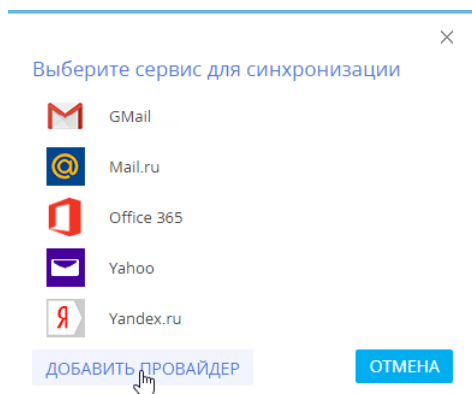 Выберите сервис для синхронизации
GMail
Mail.ru
Office 365
Yahoo
Yandex.ru
ДОБАВИТЬ ПРОВАЙДЕР
ОТМЕНА